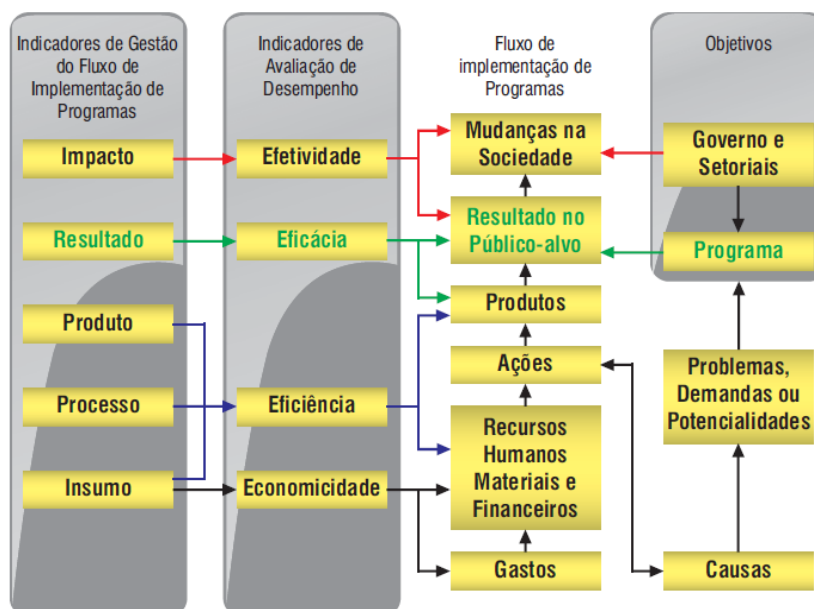 Indicadores de Gestão
do Fluxo de
Implementação de
Programas
Impacto
Resultado
Produto
Processo
Insumo
Indicadores de
Avaliação de
Desempenho
Efetividade
Eficácia
Eficiência
Economicidade
Fluxo de
implementação de
Programas
Mudanças na
Sociedade
Resultado no
Público-alvo
Produtos
Ações
Recursos
Humanos
Materiais e
Financeiros
Gastos
Objetivos
Governo e
Setoriais
Programa
Problemas,
Demandas ou
Potencialidades
Causas